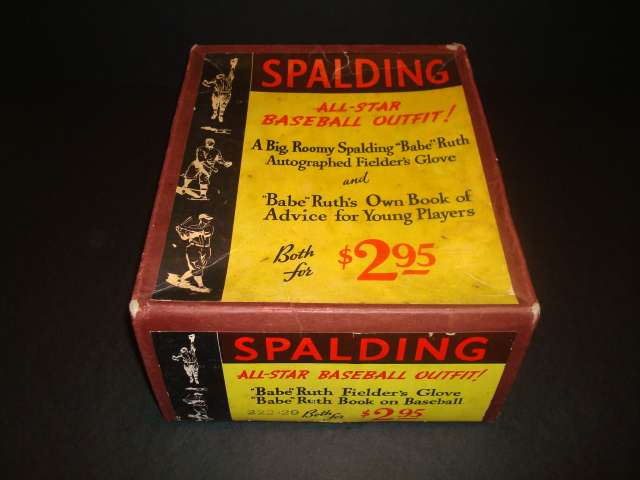 SPALDING
ALL-STAR
BASEBALL OUTFIT!
A Big, Roomy Spalding "Babe" Ruth
Autographed Fielder's Glove
and
"Babe" Ruth's Own Book of
Advice for Young Players
Both
for $2.95
SPALDING
ALL-STAR BASEBALL OUTFIT!
"Babe" Ruth Fielder's Glove
"Babe" Ruth Book on Baseball
222-20 Both for $2.95